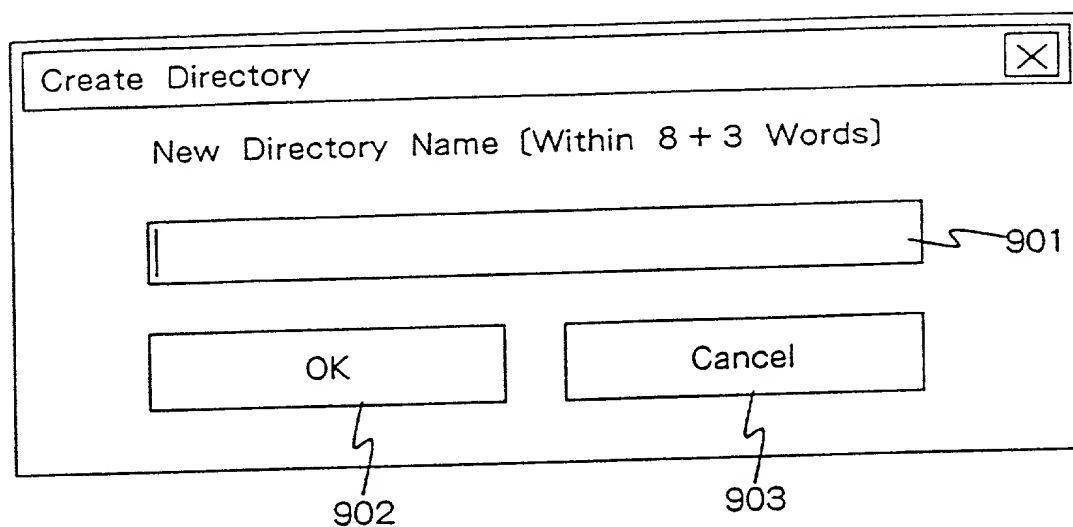 Create Directory
New Directory Name [Within 8 + 3 Words]
901
OK
Cancel
902
903